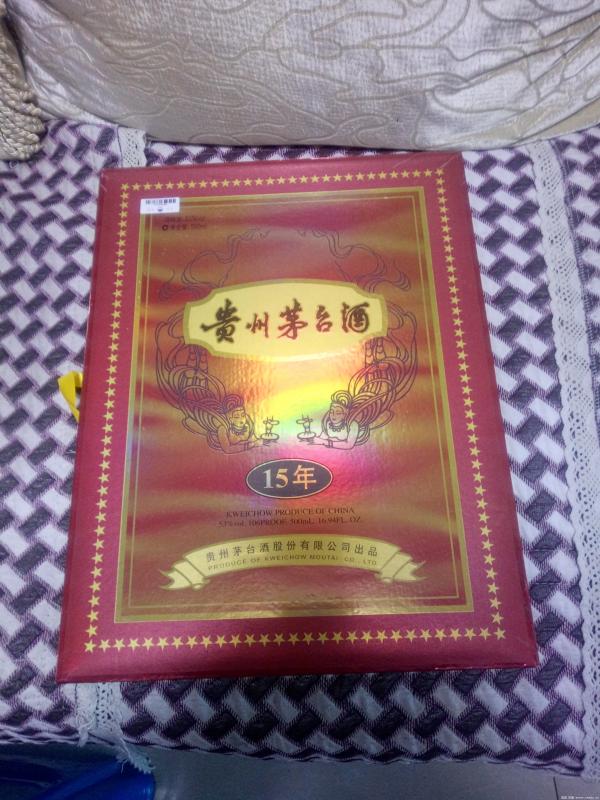 贵州茅台酒
15年
KWEICHOW PRODUCE OF CHINA
53%vol. 106PROOF. 500mL. 16.94FL. OZ.
贵州茅台酒股份有限公司出品
PRODUCE OF KWEICHOW MOUTAI CO., LTD.